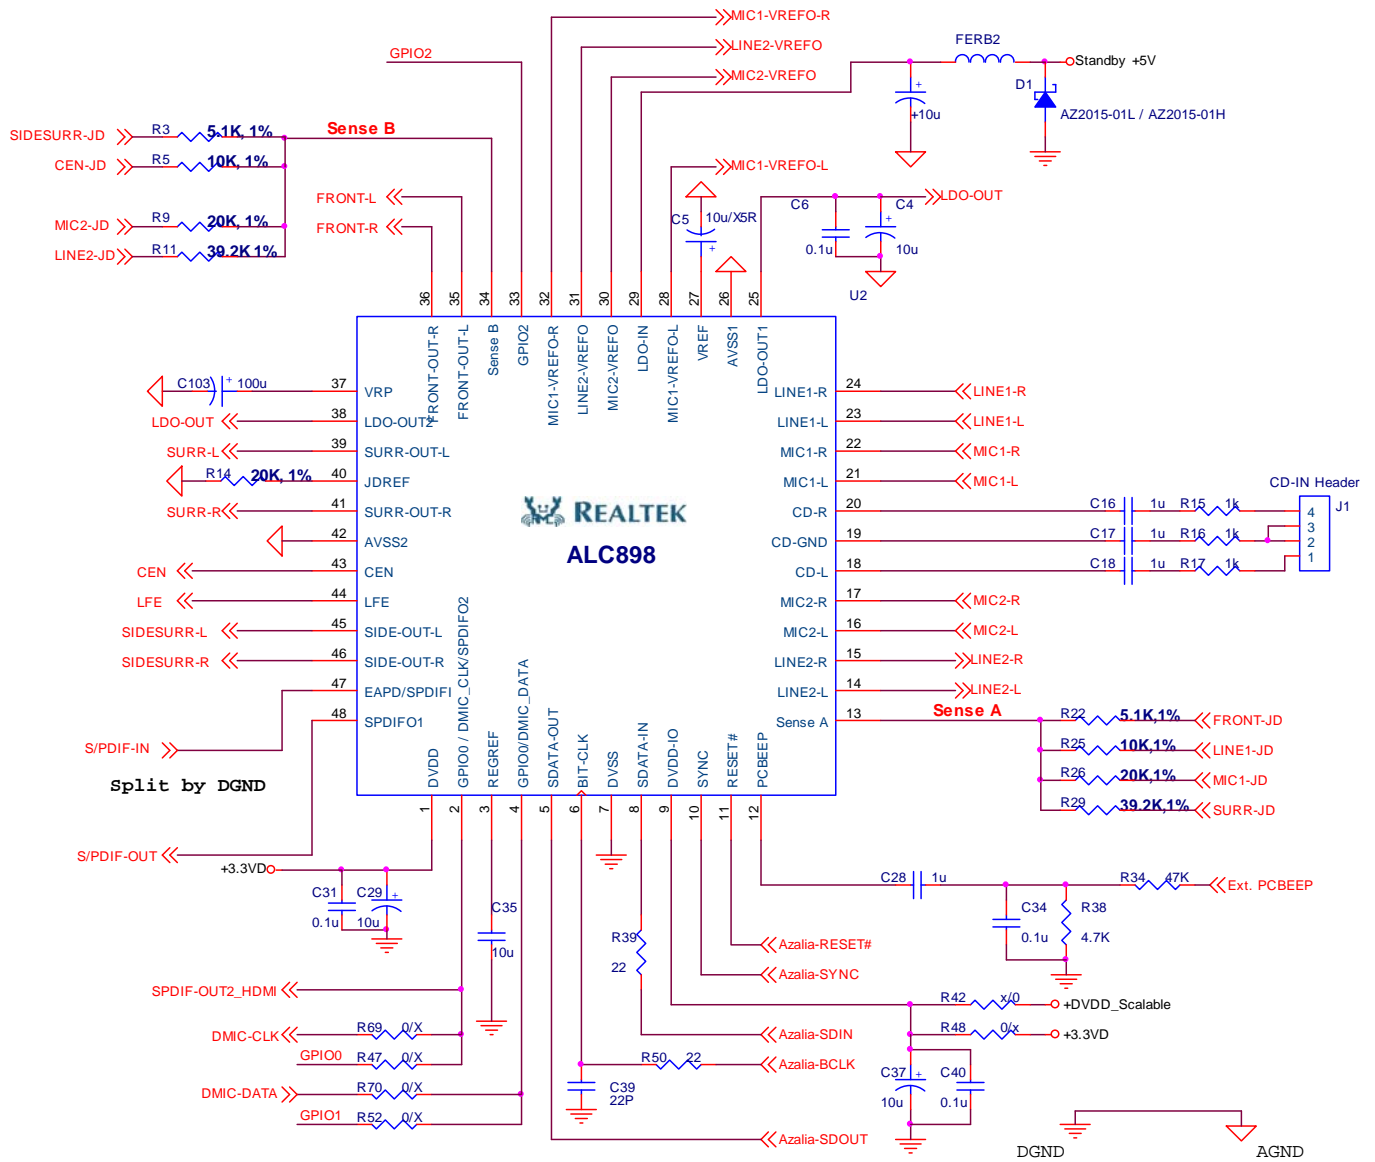 MIC1-VREFO-R
LINE2-VREFO
MIC2-VREFO
GPIO2
FERB2
Standby +5V
D1
+10u
AZ2015-01L / AZ2015-01H
SIDESURR-JD R3 5.1K, 1%
Sense B
CEN-JD R5 10K, 1%
MIC2-JD R9 20K, 1%
LINE2-JD R11 39.2K 1%
FRONT-L
FRONT-R
MIC1-VREFO-L
C5 10u/X5R
C6 0.1u
C4 10u
LDO-OUT
U2
36 35 34 33 32 31 30 29 28 27 26 25
FRONT-OUT-R
FRONT-OUT-L
Sense B
GPIO2
MIC1-VREFO-R
LINE2-VREFO
MIC2-VREFO
LDO-IN
MIC1-VREFO-L
VREF
AVSS1
LDO-OUT1
C103 + 100u 37 VRP
LDO-OUT 38 LDO-OUT2
SURR-L 39 SURR-OUT-L
R14 20K, 1% 40 JDREF
SURR-R 41 SURR-OUT-R
42 AVSS2
CEN 43 CEN
LFE 44 LFE
SIDESURR-L 45 SIDE-OUT-L
SIDESURR-R 46 SIDE-OUT-R
47 EAPD/SPDIFI
48 SPDIFO1
S/PDIF-IN
Split by DGND
S/PDIF-OUT
REALTEK
ALC898
LINE1-R 24 LINE1-R
LINE1-L 23 LINE1-L
MIC1-R 22 MIC1-R
MIC1-L 21 MIC1-L
CD-R 20 C16 1u R15 1k
CD-GND 19 C17 1u R16 1k
CD-L 18 C18 1u R17 1k
CD-IN Header
J1
4
3
2
1
MIC2-R 17 MIC2-R
MIC2-L 16 MIC2-L
LINE2-R 15 LINE2-R
LINE2-L 14 LINE2-L
Sense A 13 Sense A
R22 5.1K,1% FRONT-JD
R25 10K,1% LINE1-JD
R26 20K,1% MIC1-JD
R29 39.2K,1% SURR-JD
DVDD
GPIO0 / DMIC_CLK/SPDIFO2
REGREF
GPIO0/DMIC_DATA
SDATA-OUT
BIT-CLK
DVSS
SDATA-IN
DVDD-IO
SYNC
RESET#
PCBEEP
1 2 3 4 5 6 7 8 9 10 11 12
+3.3VD
C31 0.1u
C29 10u
C35 10u
C28 1u
R34 47K Ext. PCBEEP
C34 0.1u
R38 4.7K
R39 22
Azalia-RESET#
Azalia-SYNC
SPDIF-OUT2_HDMI
R42 x/0 +DVDD_Scalable
DMIC-CLK R69 0/X
Azalia-SDIN
R48 0/x +3.3VD
GPIO0 R47 0/X
R50 22 Azalia-BCLK
DMIC-DATA R70 0/X
C39 22P
C37 10u
C40 0.1u
GPIO1 R52 0/X
Azalia-SDOUT
DGND
AGND